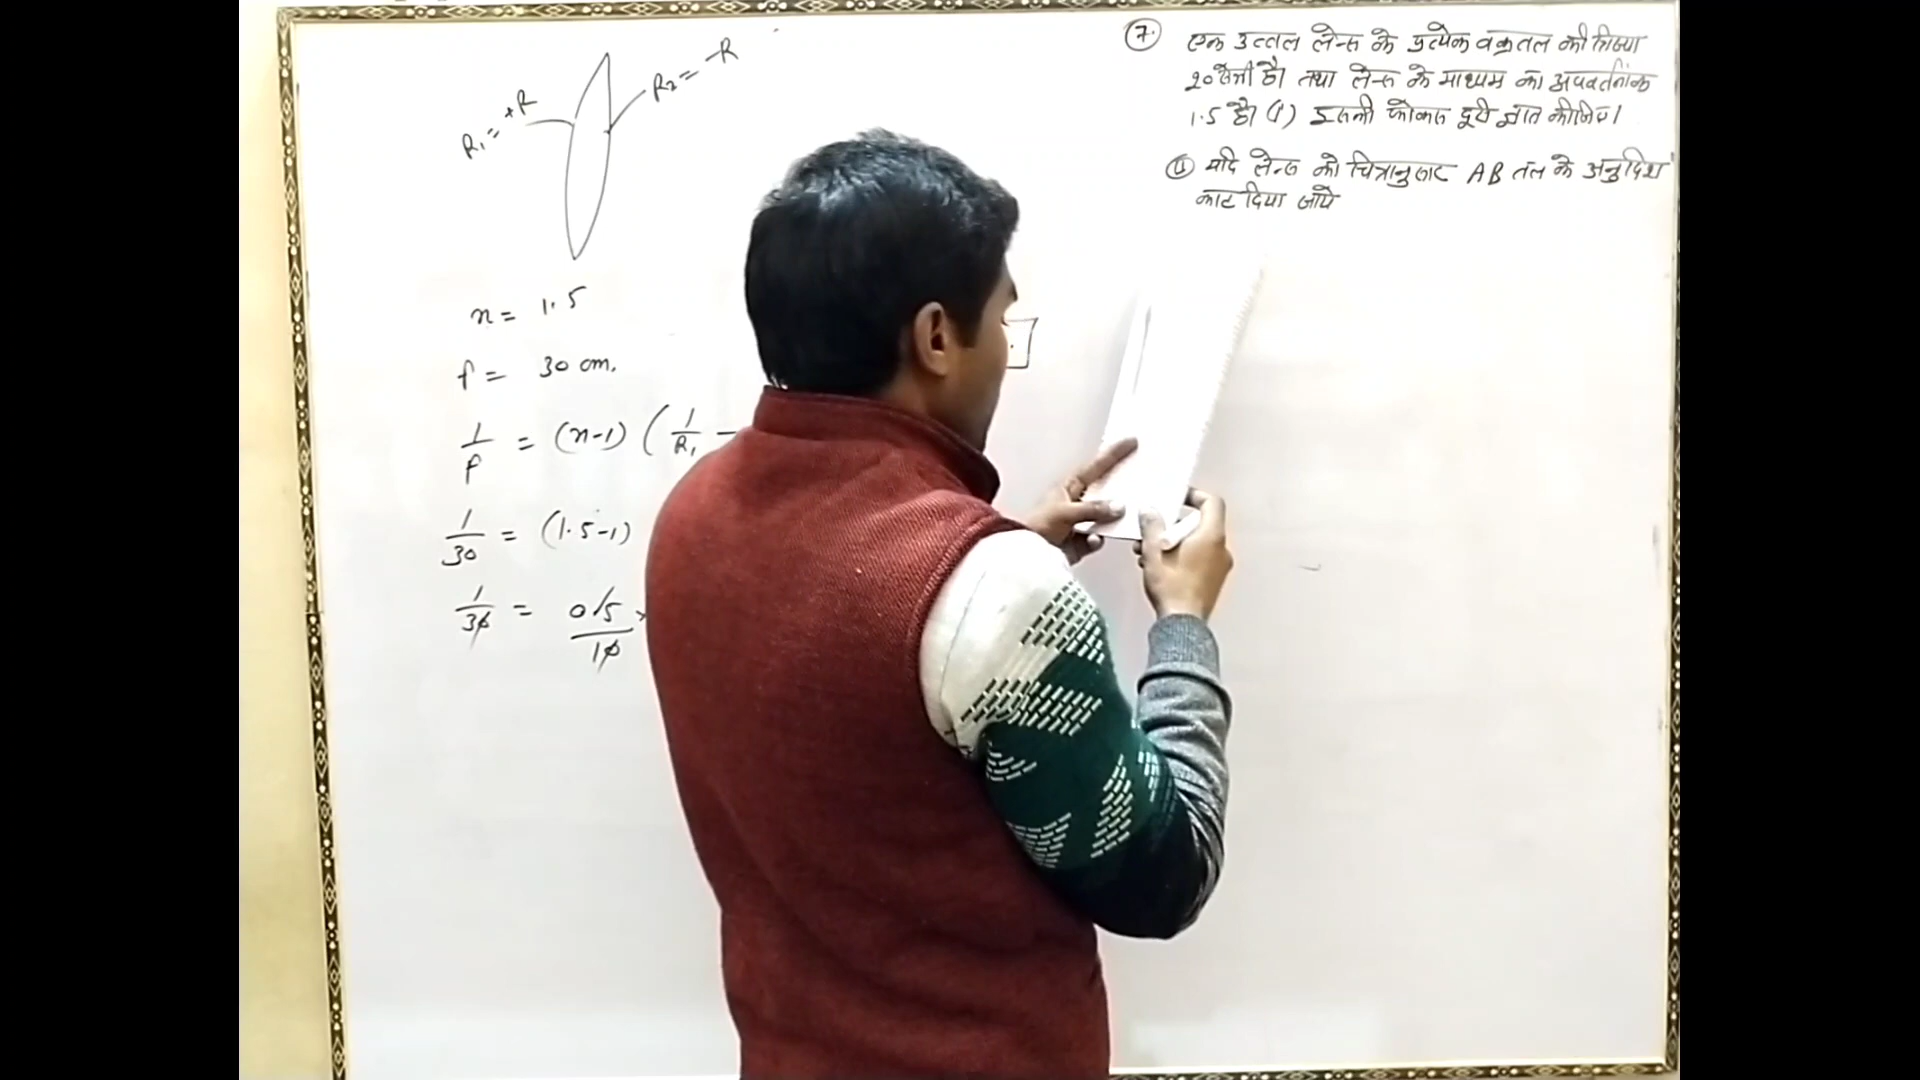 R₁ = +R
R₂ = -R
n = 1.5
f = 30 cm.
1/f = (n-1) ( 1/R₁ -
1/30 = (1.5-1)
1/30 = 0.5/10 ×
⑦. एक उत्तल लेन्स के प्रत्येक वक्रतल की त्रिज्या
20 सेमी है। तथा लेन्स के माध्यम का अपवर्तनांक
1.5 है। (i) इसकी फोकस दूरी ज्ञात कीजिए।
(ii) यदि लेन्स को चित्रानुसार AB तल के अनुदिश
काट दिया जाये